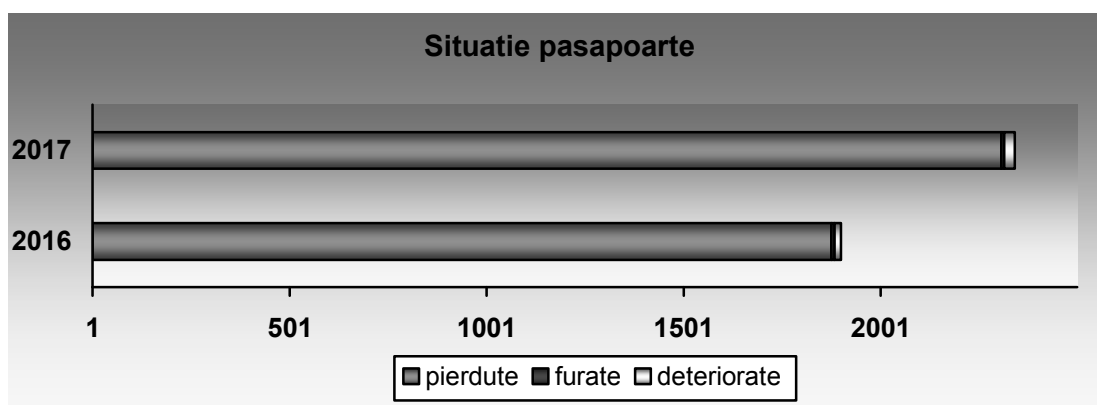 Situatie pasapoarte
2017
2016
1 501 1001 1501 2001
pierdute furate deteriorate